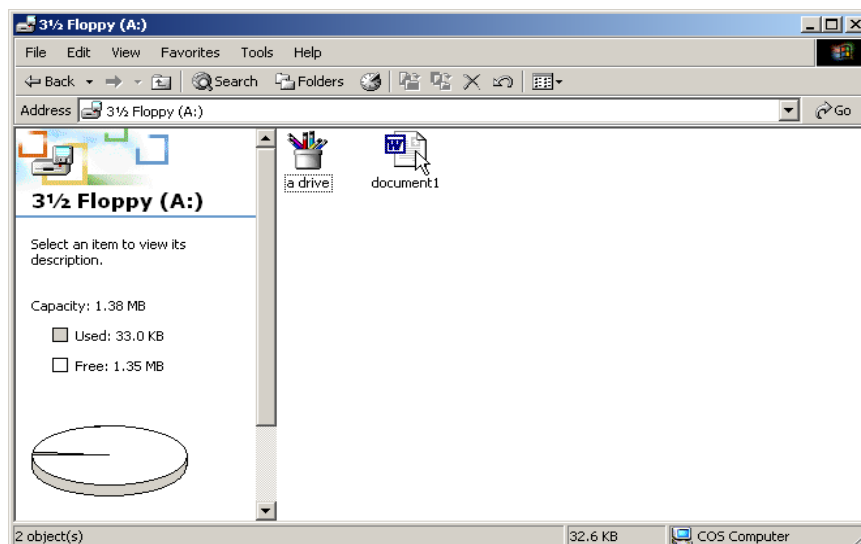 3½ Floppy (A:)
File Edit View Favorites Tools Help
Back Search Folders
Address 3½ Floppy (A:) Go
3½ Floppy (A:)
Select an item to view its
description.
Capacity: 1.38 MB
Used: 33.0 KB
Free: 1.35 MB
a drive
W
document1
2 object(s) 32.6 KB COS Computer